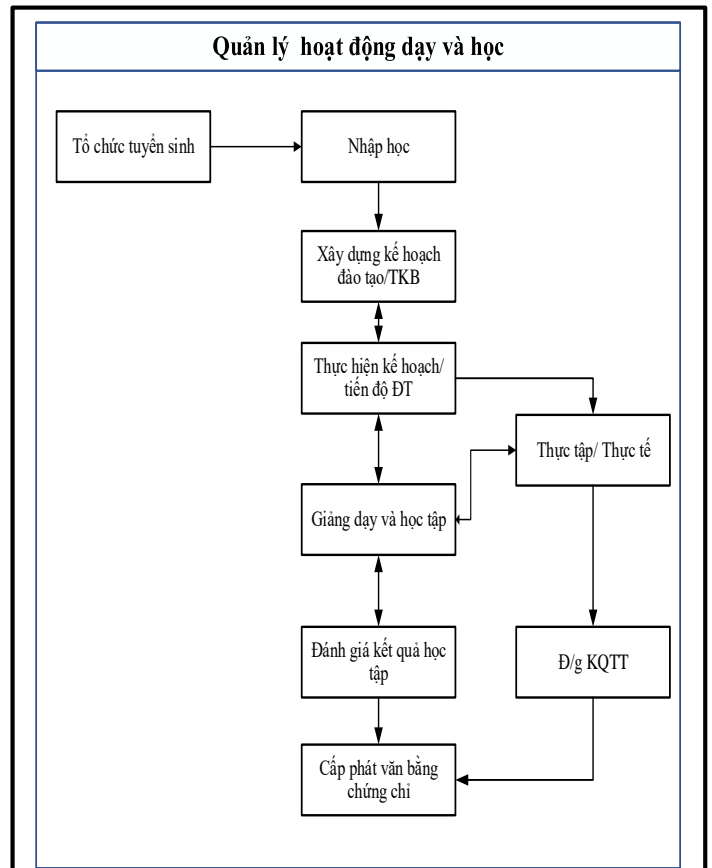 Quản lý hoạt động dạy và học
Tổ chức tuyển sinh
Nhập học
Xây dựng kế hoạch
đào tạo/TKB
Thực hiện kế hoạch/
tiến độ ĐT
Thực tập/ Thực tế
Giảng dạy và học tập
Đánh giá kết quả học
tập
Đ/g KQTT
Cấp phát văn bằng
chứng chỉ